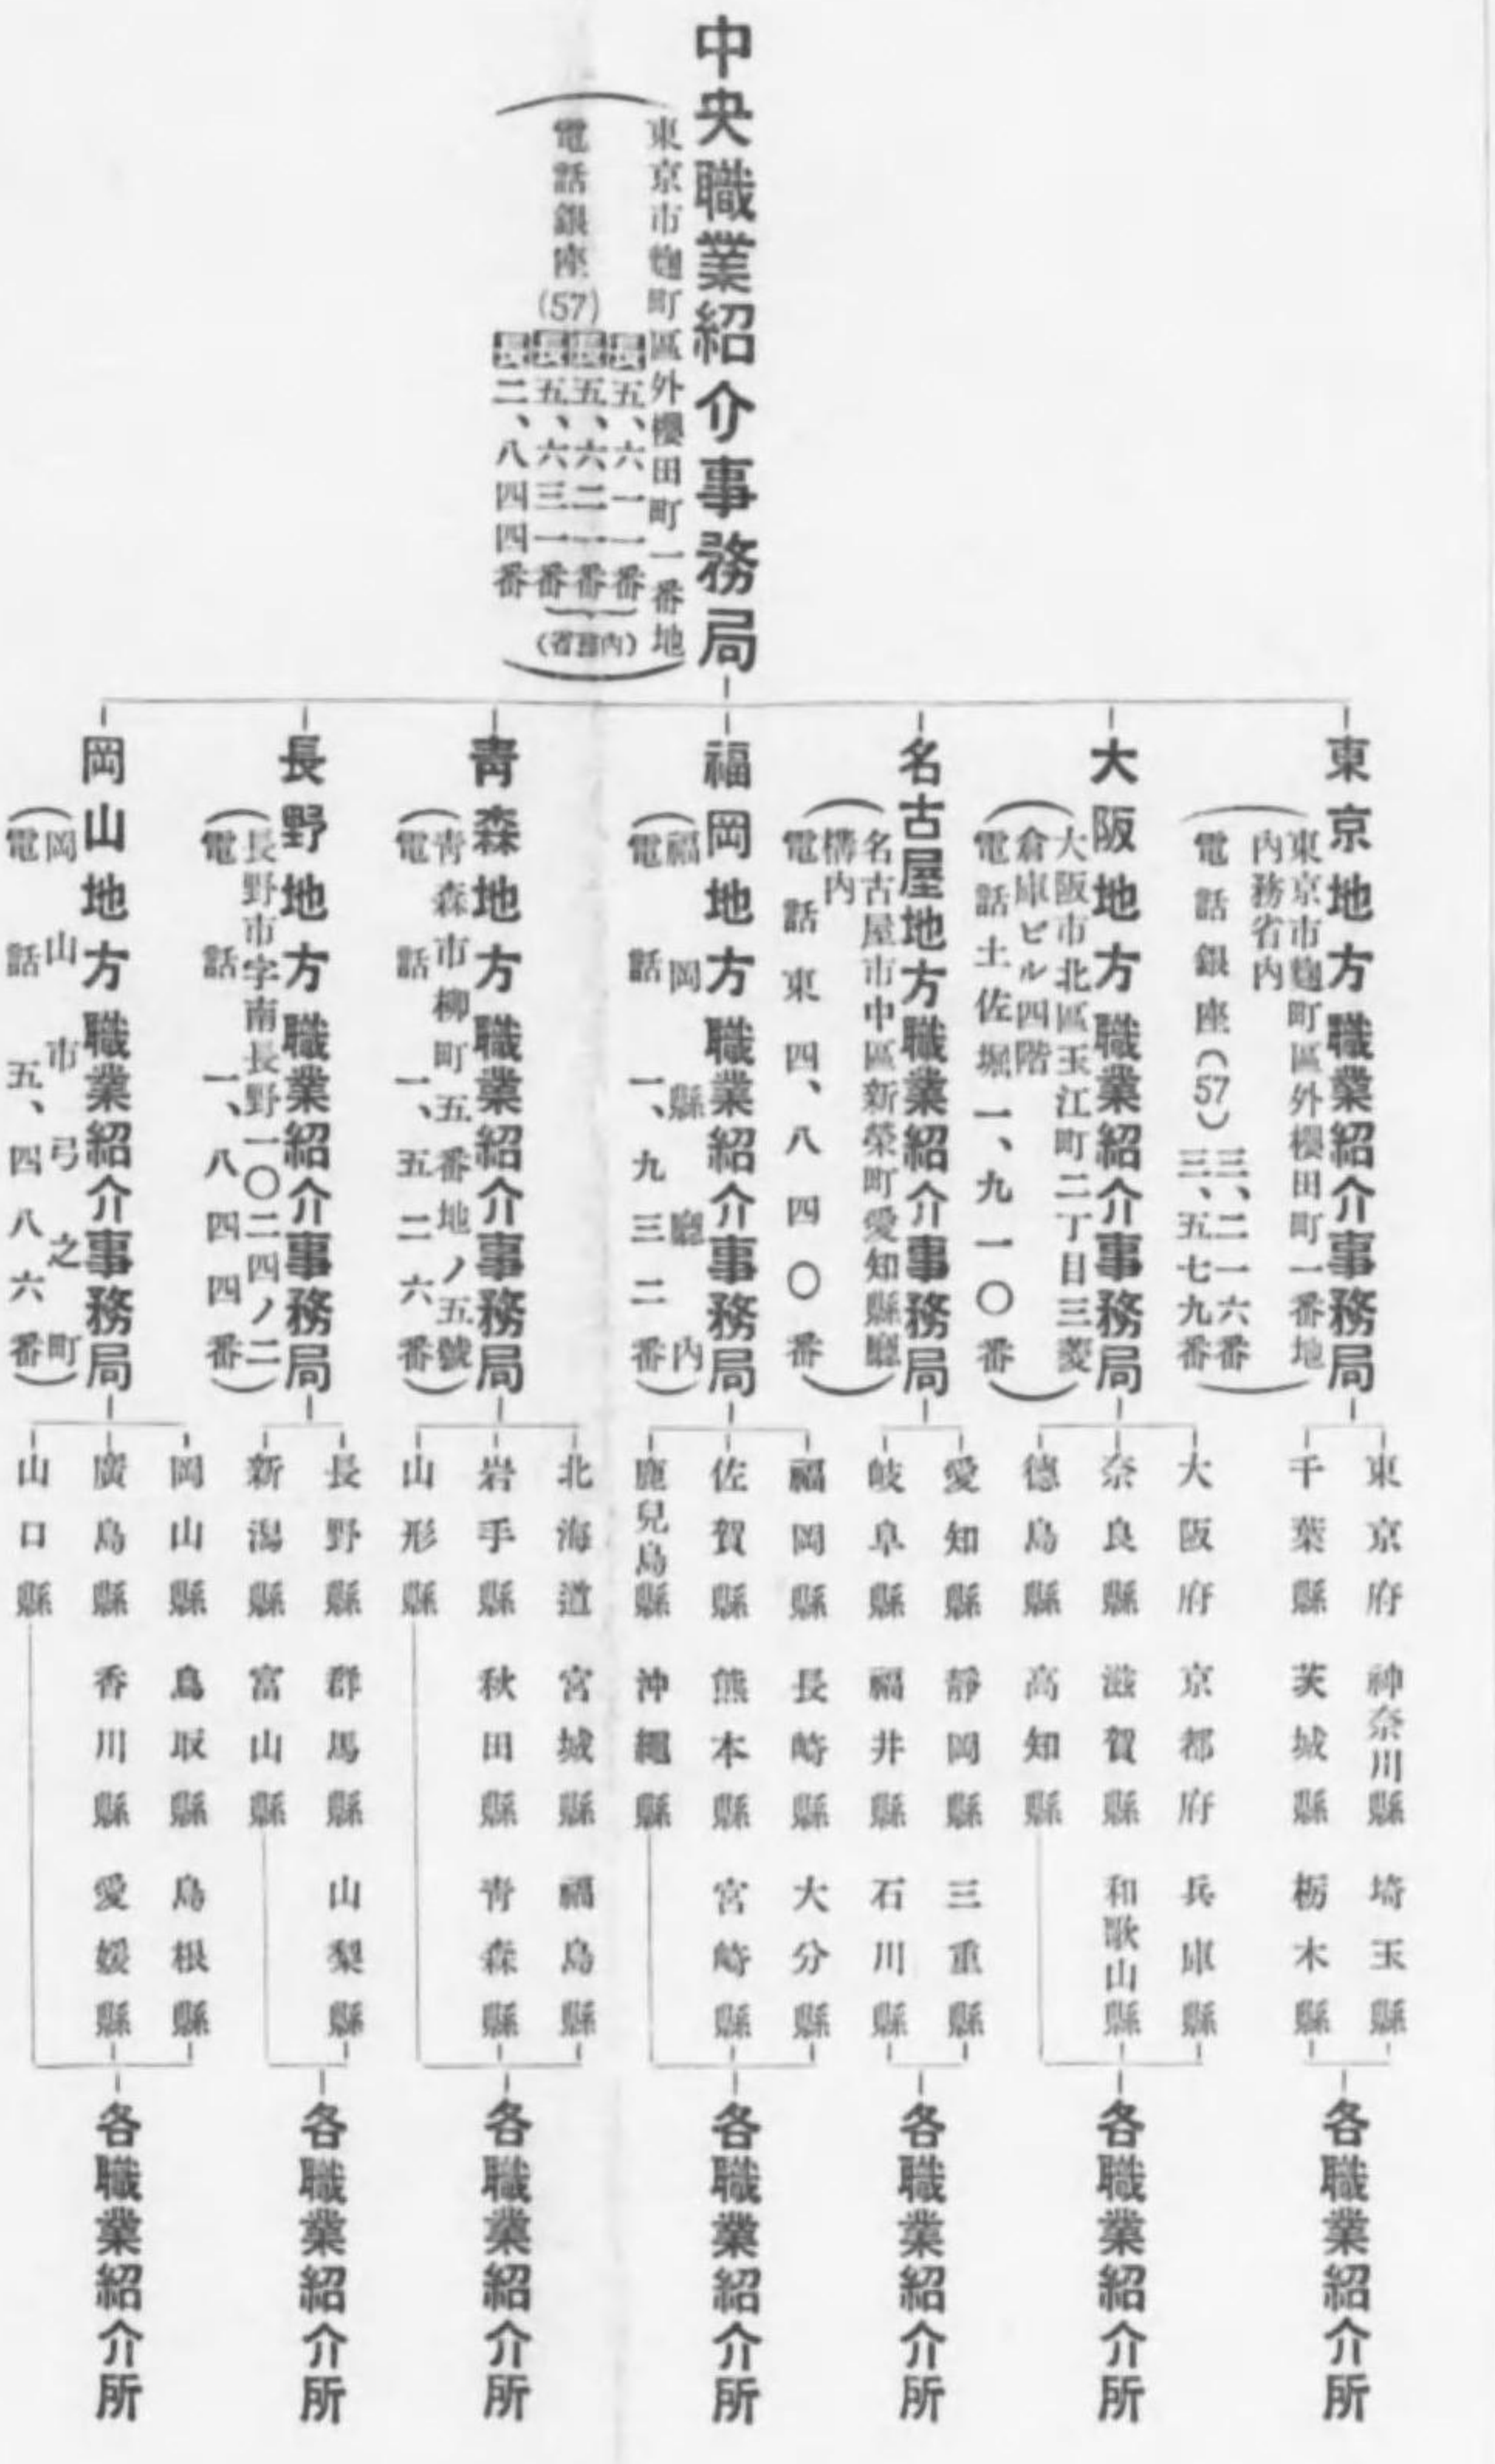 中央職業紹介事務局
東京市麹町區外櫻田町一番地
電話銀座(57)
長五、六一一番
長五、六二一番
長五、六三一番
(内務省)
長二、八四四番
東京地方職業紹介事務局
東京市麹町區外櫻田町一番地
内務省内
電話銀座(57)
三、二一六番
三、五七九番
東京府 神奈川縣 埼玉縣
千葉縣 茨城縣 栃木縣
各職業紹介所
大阪地方職業紹介事務局
大阪市北區玉江町二丁目三菱
倉庫ビル四階
電話土佐堀一、九一〇番
大阪府 京都府 兵庫縣
奈良縣 滋賀縣 和歌山縣
德島縣 高知縣
各職業紹介所
名古屋地方職業紹介事務局
名古屋市中區新榮町愛知縣廳
構内
電話東四、八四〇番
愛知縣 靜岡縣 三重縣
岐阜縣 福井縣 石川縣
各職業紹介所
福岡地方職業紹介事務局
福岡縣廳内
電話一、九三二番
福岡縣 長崎縣 大分縣
佐賀縣 熊本縣 宮崎縣
鹿兒島縣 沖繩縣
各職業紹介所
靑森地方職業紹介事務局
靑森市柳町五番地ノ五號
電話一、五二六番
北海道 宮城縣 福島縣
岩手縣 秋田縣 靑森縣
山形縣
各職業紹介所
長野地方職業紹介事務局
長野市字南長野一〇二四ノ二
電話一、八四四番
長野縣 群馬縣 山梨縣
新潟縣 富山縣
各職業紹介所
岡山地方職業紹介事務局
岡山市弓之町
電話五、四八六番
岡山縣 鳥取縣 島根縣
廣島縣 香川縣 愛媛縣
山口縣
各職業紹介所